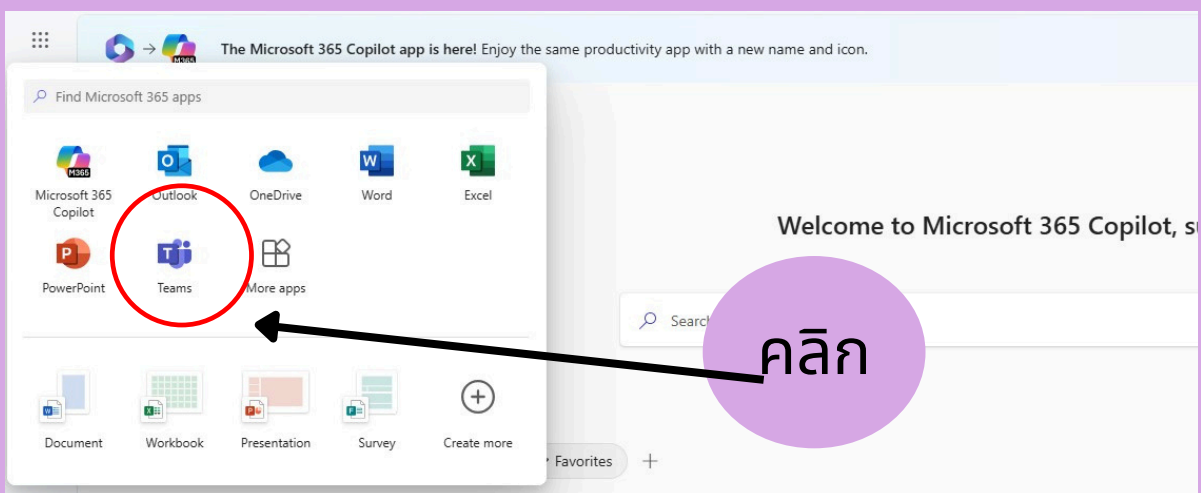 The Microsoft 365 Copilot app is here! Enjoy the same productivity app with a new name and icon.
M365
Find Microsoft 365 apps
M365
Microsoft 365 Copilot
Outlook
OneDrive
Word
Excel
PowerPoint
Teams
More apps
Welcome to Microsoft 365 Copilot, s
Search
คลิก
Document
Workbook
Presentation
Survey
Create more
Favorites